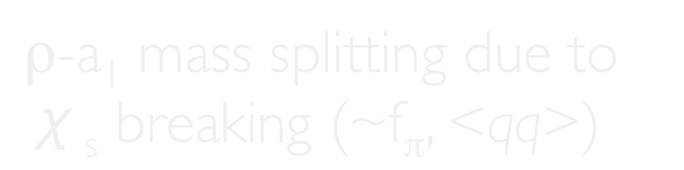 ρ-a₁ mass splitting due to
χₛ breaking (~fπ, <qq>)